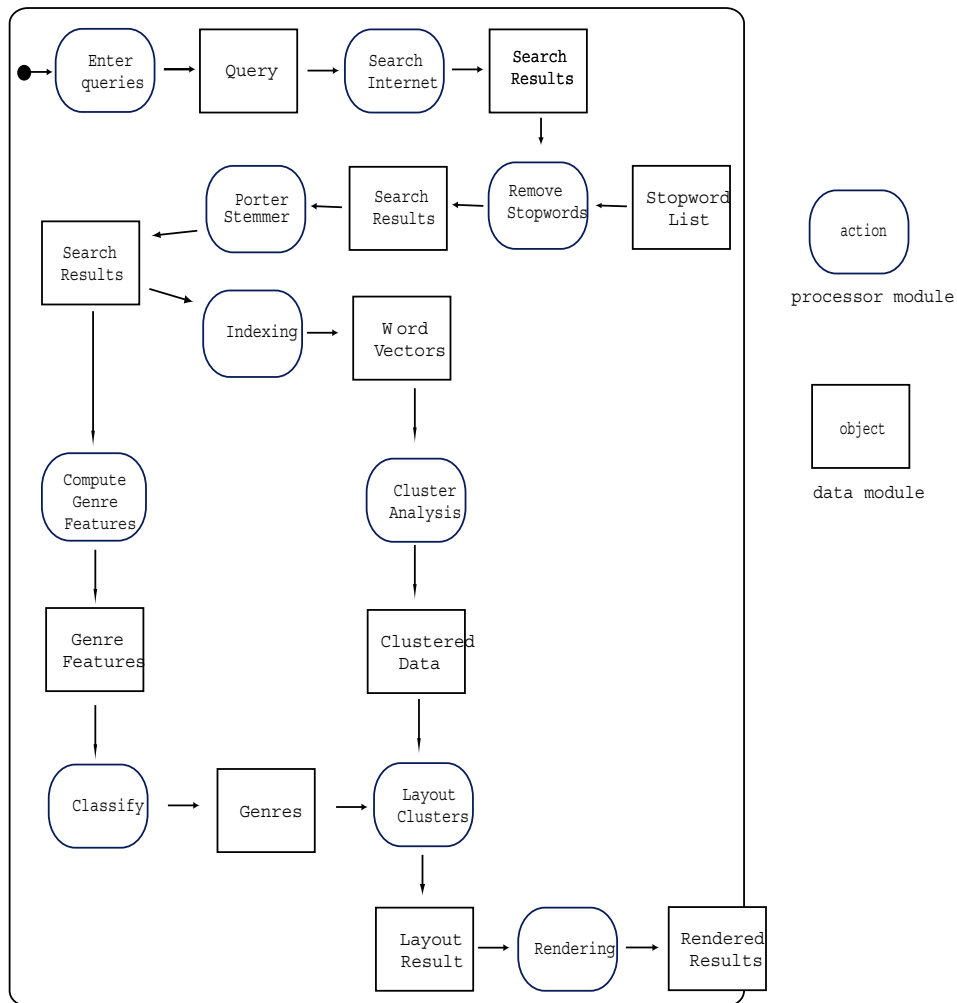 Enter
queries
Query
Search
Internet
Search
Results
Porter
Stemmer
Search
Results
Remove
Stopwords
Stopword
List
action
processor module
Search
Results
Indexing
Word
Vectors
object
data module
Compute
Genre
Features
Cluster
Analysis
Genre
Features
Clustered
Data
Classify
Genres
Layout
Clusters
Layout
Result
Rendering
Rendered
Results